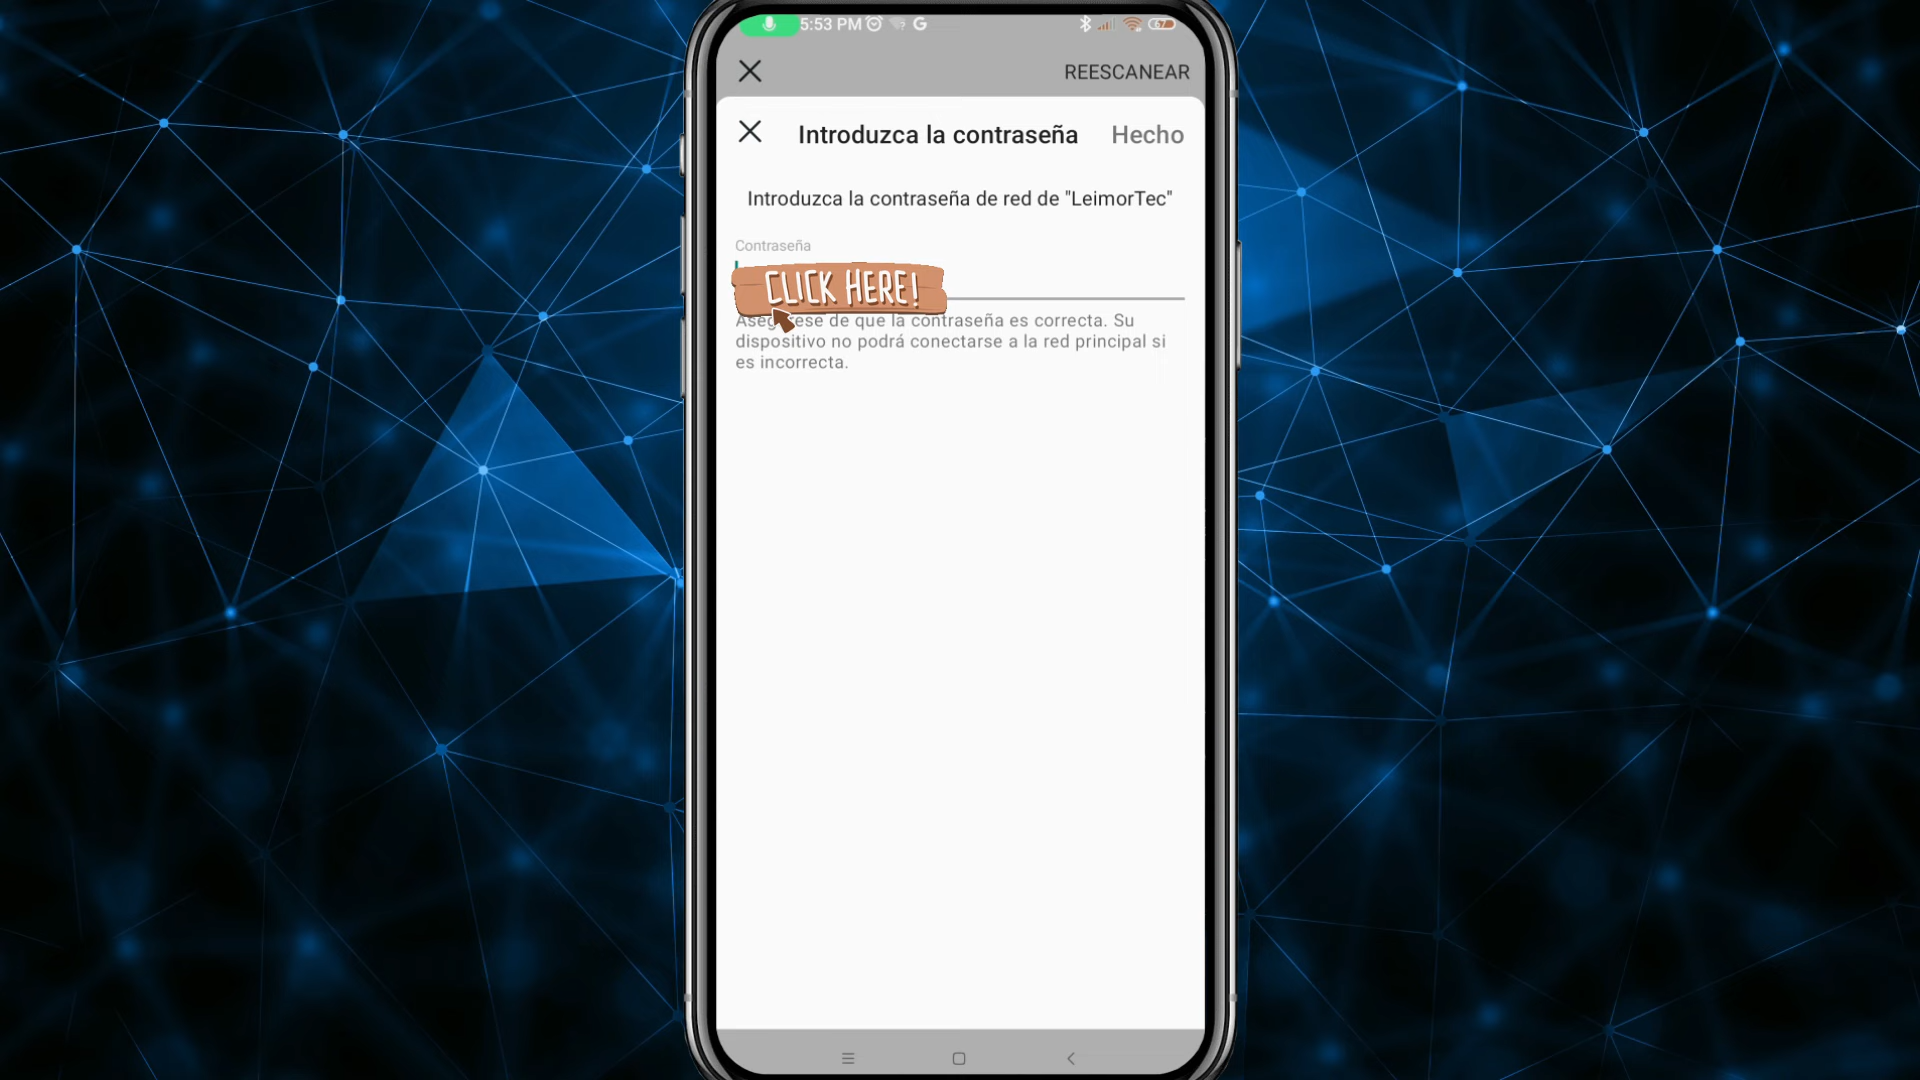 5:53 PM
G
67
REESCANEAR
Introduzca la contraseña
Hecho
Introduzca la contraseña de red de "LeimorTec"
Contraseña
CLICK HERE!
de que la contraseña es correcta. Su
dispositivo no podrá conectarse a la red principal si
es incorrecta.